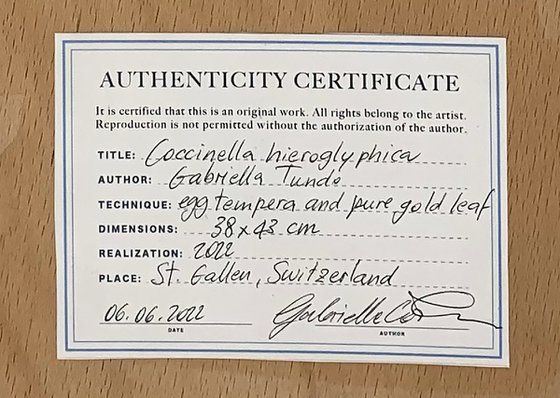 AUTHENTICITY CERTIFICATE
It is certified that this is an original work. All rights belong to the artist.
Reproduction is not permitted without the authorization of the author.
TITLE: Coccinella hieroglyphica
AUTHOR: Gabriella Tunde
TECHNIQUE: egg tempera and pure gold leaf
DIMENSIONS: 38 x 43 cm
REALIZATION: 2022
PLACE: St. Gallen, Switzerland
06.06.2022
DATE
AUTHOR